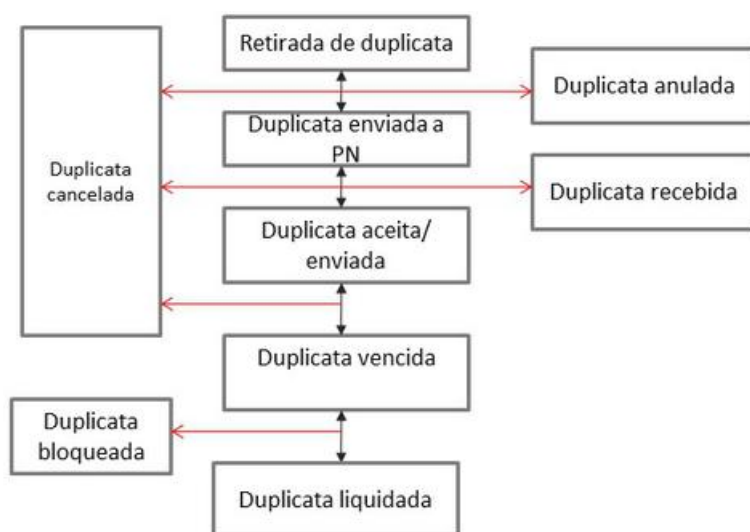 Retirada de duplicata
Duplicata anulada
Duplicata enviada a
PN
Duplicata
cancelada
Duplicata recebida
Duplicata aceita/
enviada
Duplicata vencida
Duplicata
bloqueada
Duplicata liquidada